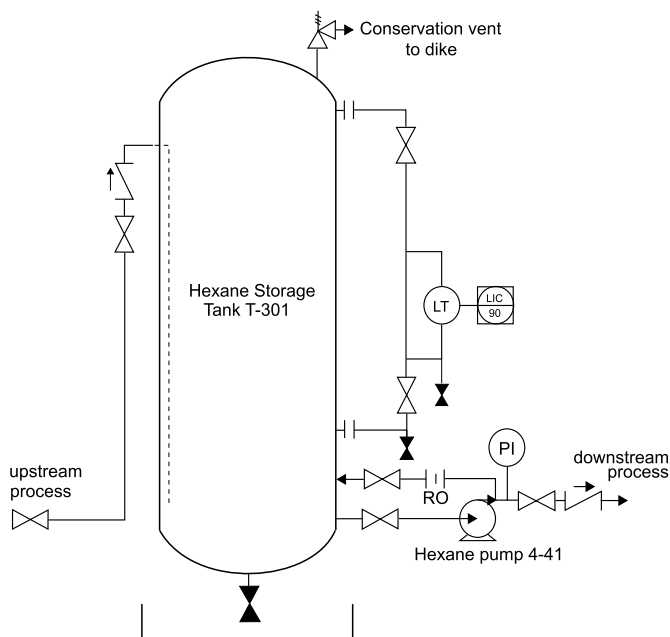 Conservation vent
to dike
Hexane Storage
Tank T-301
LT
LIC
90
upstream
process
PI
downstream
process
RO
Hexane pump 4-41